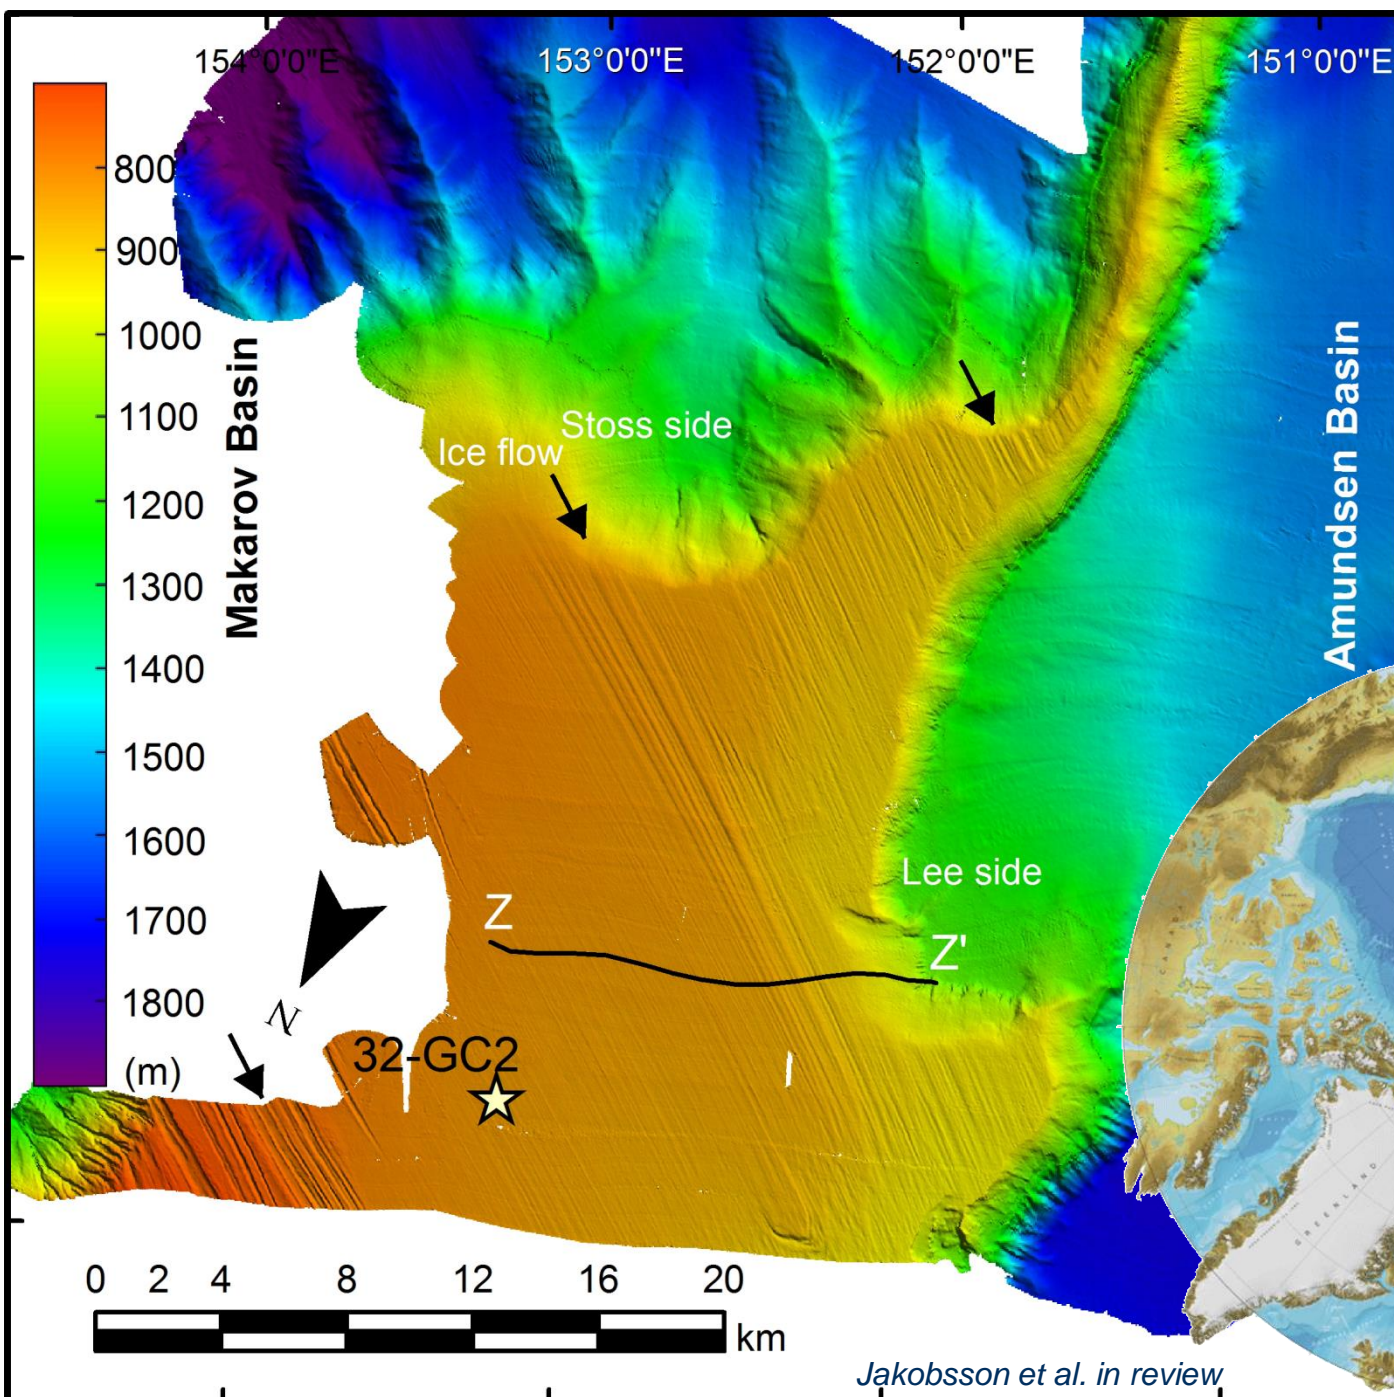 154°0'0"E
153°0'0"E
152°0'0"E
151°0'0"E
800
900
1000
1100
1200
1300
1400
1500
1600
1700
1800
(m)
Makarov Basin
Amundsen Basin
Stoss side
Ice flow
Lee side
Z
Z'
N
32-GC2
0 2 4 8 12 16 20
km
GREENLAND
Jakobsson et al. in review